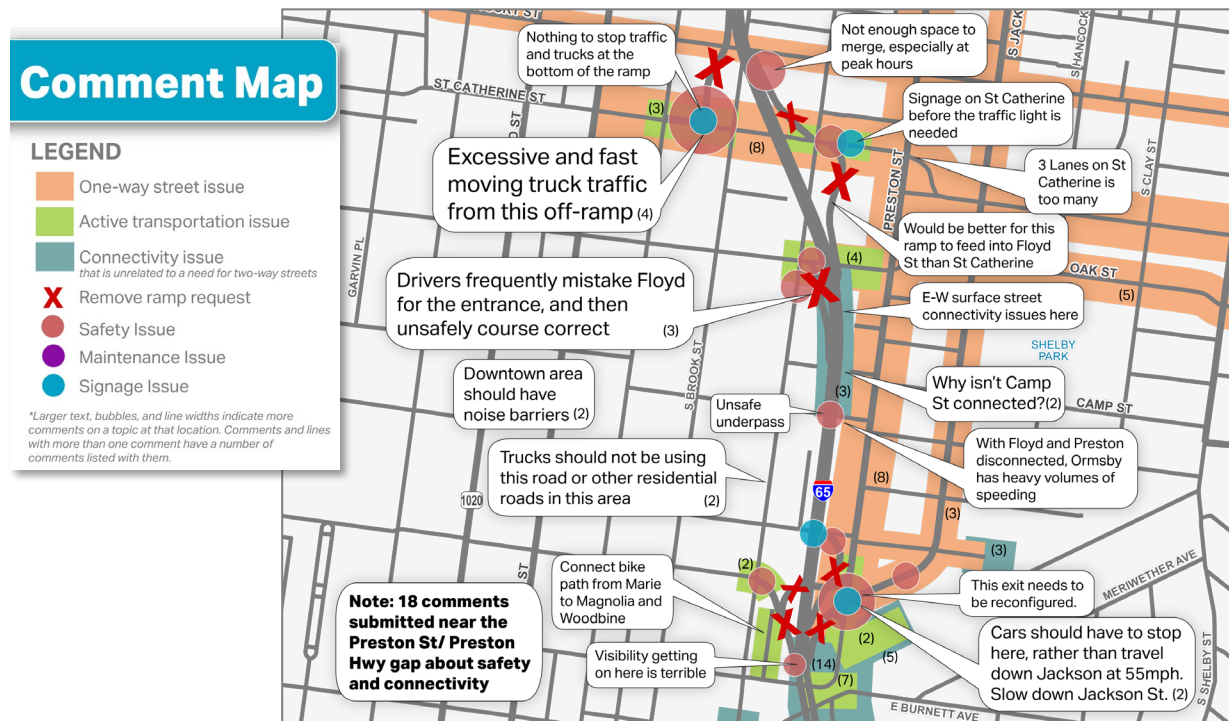 Comment Map
LEGEND
One-way street issue
Active transportation issue
Connectivity issue
that is unrelated to a need for two-way streets
Remove ramp request
Safety Issue
Maintenance Issue
Signage Issue
*Larger text, bubbles, and line widths indicate more
comments on a topic at that location. Comments and lines
with more than one comment have a number of
comments listed with them.
Nothing to stop traffic
and trucks at the
bottom of the ramp
Not enough space to
merge, especially at
peak hours
S JACK
S HANCOCK
ST CATHERINE ST
(3)
(8)
Signage on St Catherine
before the traffic light is
needed
Excessive and fast
moving truck traffic
from this off-ramp (4)
3 Lanes on St
Catherine is
too many
PRESTON ST
S CLAY ST
Would be better for this
ramp to feed into Floyd
St than St Catherine
GARVIN PL
(4)
OAK ST
(5)
Drivers frequently mistake Floyd
for the entrance, and then
unsafely course correct (3)
E-W surface street
connectivity issues here
SHELBY
PARK
S BROOK ST
Downtown area
should have
noise barriers (2)
Why isn't Camp
St connected?(2)
(3)
CAMP ST
Unsafe
underpass
With Floyd and Preston
disconnected, Ormsby
has heavy volumes of
speeding
Trucks should not be using
this road or other residential
roads in this area (2)
65
1020
(8)
(3)
(3)
Connect bike
path from Marie
to Magnolia and
Woodbine
(2)
MERIWETHER AVE
This exit needs to
be reconfigured.
Note: 18 comments
submitted near the
Preston St/ Preston
Hwy gap about safety
and connectivity
Visibility getting
on here is terrible
(2)
(5)
(14)
(7)
Cars should have to stop
here, rather than travel
down Jackson at 55mph.
Slow down Jackson St. (2)
E BURNETT AVE
S SHELBY ST